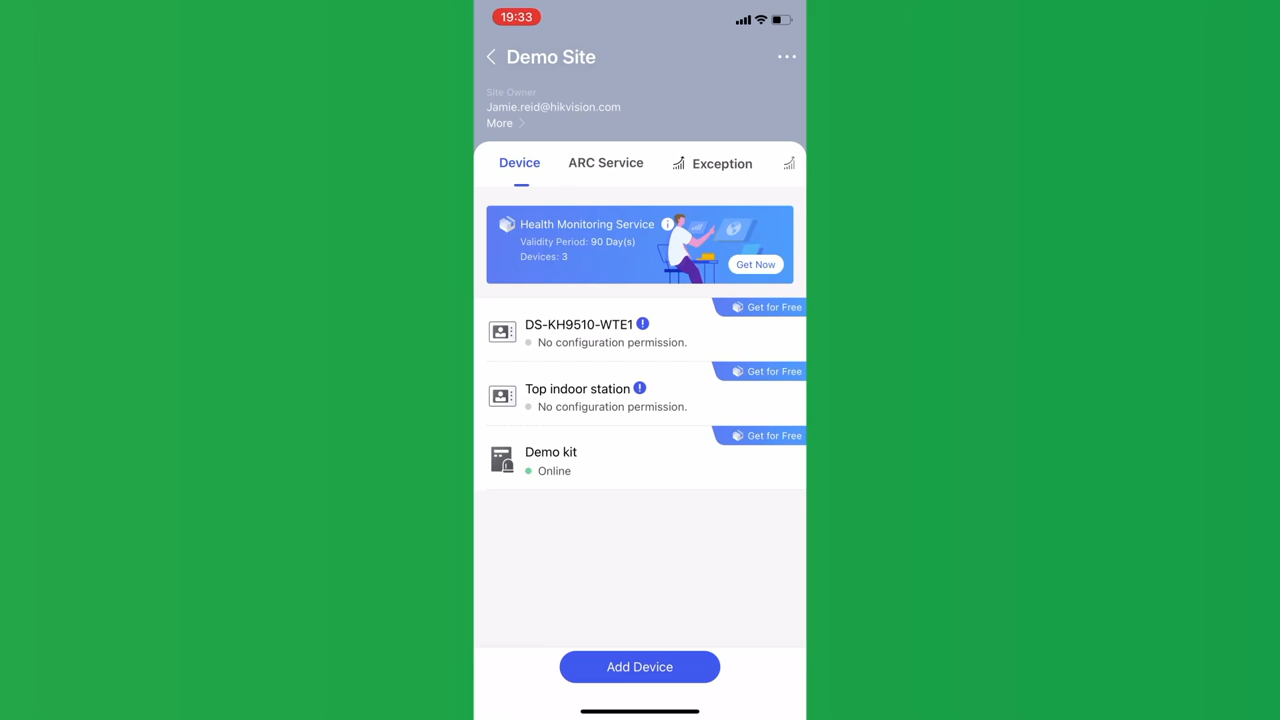 19:33
Demo Site
Site Owner
Jamie.reid@hikvision.com
More
Device ARC Service Exception
Health Monitoring Service
Validity Period: 90 Day(s)
Devices: 3
Get Now
Get for Free
DS-KH9510-WTE1
No configuration permission.
Get for Free
Top indoor station
No configuration permission.
Get for Free
Demo kit
Online
Add Device